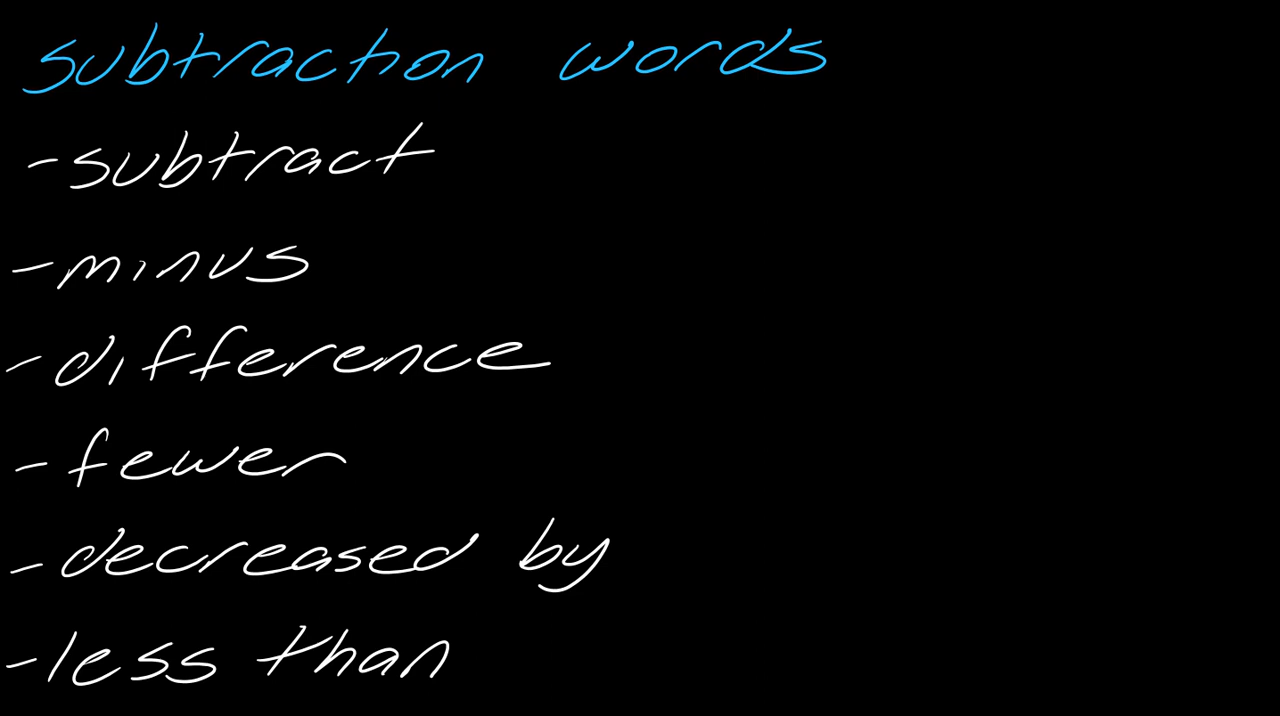 subtraction words
-subtract
-minus
-difference
-fewer
-decreased by
-less than